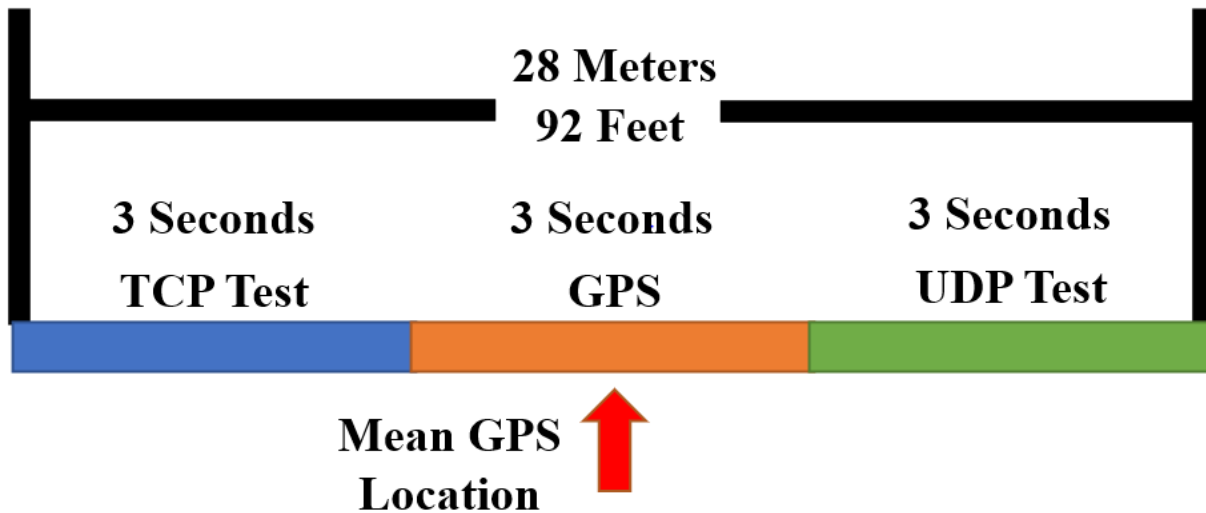 28 Meters
92 Feet
3 Seconds
TCP Test
3 Seconds
GPS
3 Seconds
UDP Test
Mean GPS
Location